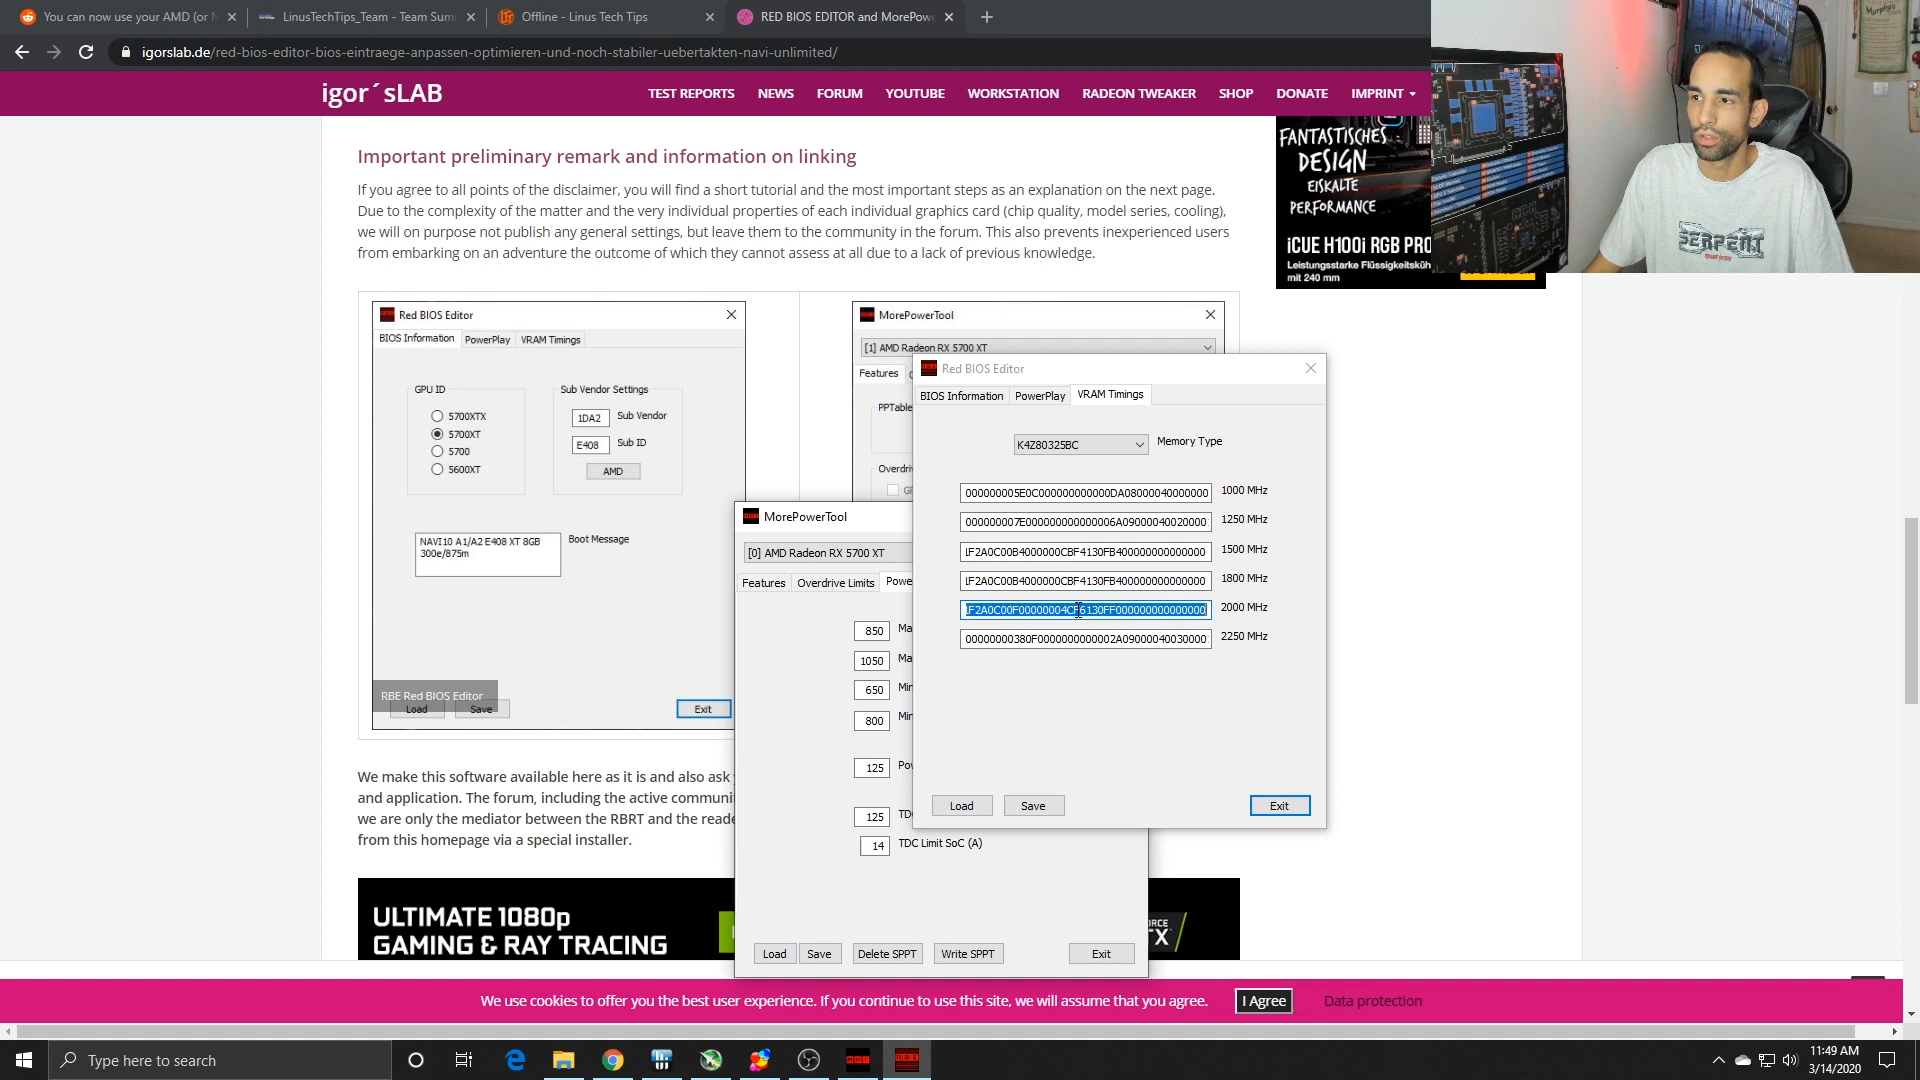 You can now use your AMD (or N
LinusTechTips_Team - Team Sum
Offline - Linus Tech Tips
RED BIOS EDITOR and MorePowe
igorslab.de/red-bios-editor-bios-eintraege-anpassen-optimieren-und-noch-stabiler-uebertakten-navi-unlimited/
igor´sLAB
TEST REPORTS
NEWS
FORUM
YOUTUBE
WORKSTATION
RADEON TWEAKER
SHOP
DONATE
IMPRINT
Important preliminary remark and information on linking
If you agree to all points of the disclaimer, you will find a short tutorial and the most important steps as an explanation on the next page.
Due to the complexity of the matter and the very individual properties of each individual graphics card (chip quality, model series, cooling),
we will on purpose not publish any general settings, but leave them to the community in the forum. This also prevents inexperienced users
from embarking on an adventure the outcome of which they cannot assess at all due to a lack of previous knowledge.
FANTASTISCHES
DESIGN
EISKALTE
PERFORMANCE
iCUE H100i RGB PRO
Leistungsstarke Flüssigkeitsküh
mit 240 mm
SERPENT
Red BIOS Editor
BIOS Information
PowerPlay
VRAM Timings
GPU ID
5700XTX
5700XT
5700
5600XT
Sub Vendor Settings
1DA2 Sub Vendor
E408 Sub ID
AMD
NAVI10 A1/A2 E408 XT 8GB
300e/875m
Boot Message
RBE Red BIOS Editor
Load
Save
Exit
MorePowerTool
[1] AMD Radeon RX 5700 XT
Features
PPTable
Overdri
MorePowerTool
[0] AMD Radeon RX 5700 XT
Features
Overdrive Limits
Powe
850 Ma
1050 Ma
650 Min
800 Min
125 Pov
125 TDC
14 TDC Limit SoC (A)
Load
Save
Delete SPPT
Write SPPT
Exit
Red BIOS Editor
BIOS Information
PowerPlay
VRAM Timings
K4Z80325BC Memory Type
000000005E0C000000000000DA08000040000000 1000 MHz
000000007E0000000000006A09000040020000 1250 MHz
1F2A0C00B4000000CBF4130FB400000000000000 1500 MHz
1F2A0C00B4000000CBF4130FB400000000000000 1800 MHz
2000 MHz
00000000380F0000000000002A09000040030000 2250 MHz
Load
Save
Exit
We make this software available here as it is and also ask
and application. The forum, including the active communi
we are only the mediator between the RBRT and the reade
from this homepage via a special installer.
ULTIMATE 1080p
GAMING & RAY TRACING
We use cookies to offer you the best user experience. If you continue to use this site, we will assume that you agree.
I Agree
Data protection
Type here to search
11:49 AM
3/14/2020